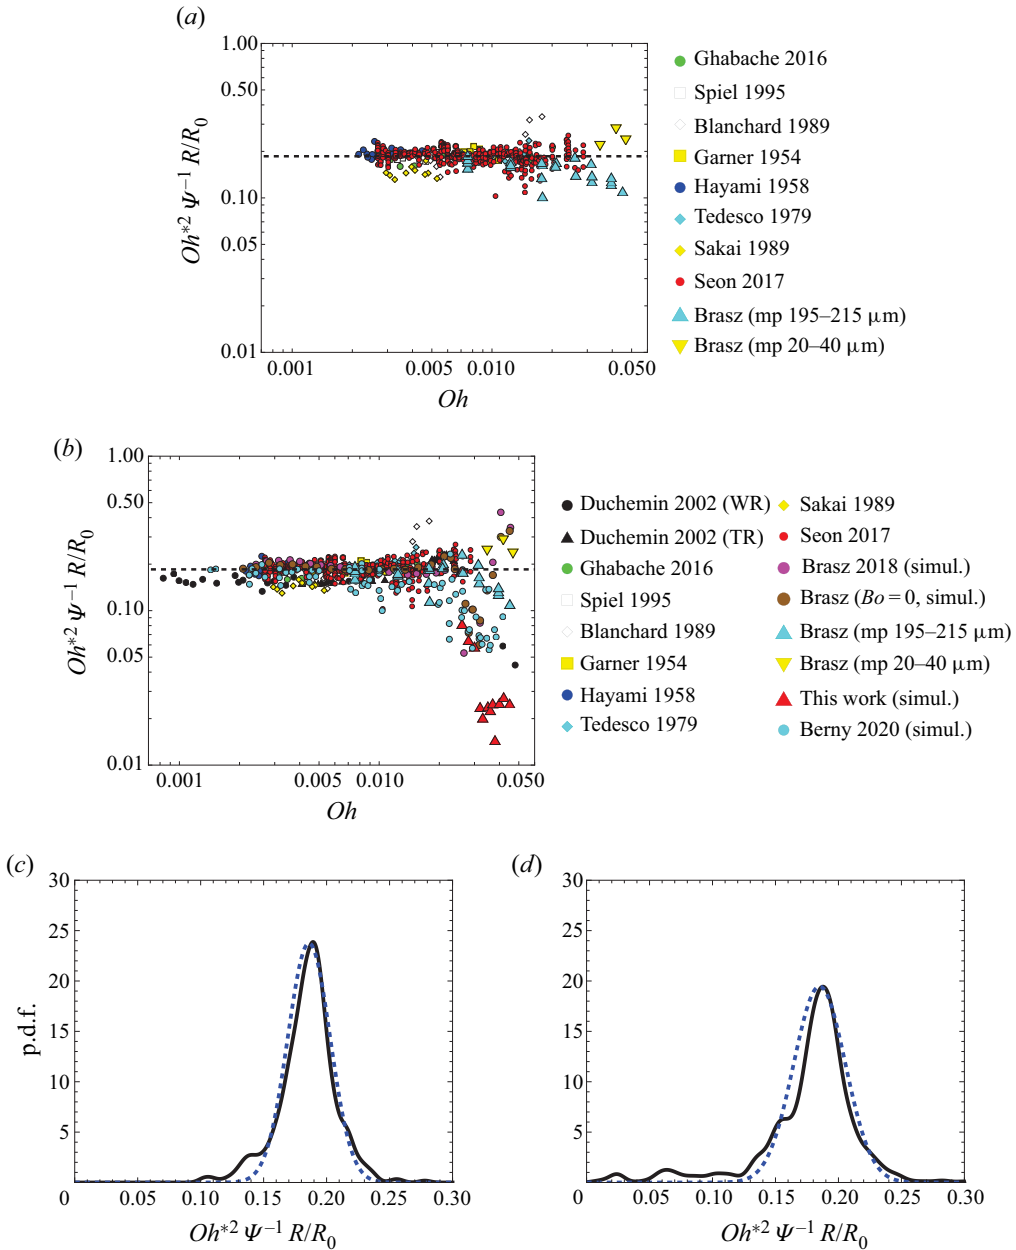 (a)
1.00
0.50
0.10
0.05
0.01
Oh*2 Ψ−1 R/R0
0.001 0.005 0.010 0.050
Oh
Ghabache 2016
Spiel 1995
Blanchard 1989
Garner 1954
Hayami 1958
Tedesco 1979
Sakai 1989
Seon 2017
Brasz (mp 195–215 μm)
Brasz (mp 20–40 μm)
(b)
1.00
0.50
0.10
0.05
0.01
Oh*2 Ψ−1 R/R0
0.001 0.005 0.010 0.050
Oh
Duchemin 2002 (WR)
Duchemin 2002 (TR)
Ghabache 2016
Spiel 1995
Blanchard 1989
Garner 1954
Hayami 1958
Tedesco 1979
Sakai 1989
Seon 2017
Brasz 2018 (simul.)
Brasz (Bo = 0, simul.)
Brasz (mp 195–215 μm)
Brasz (mp 20–40 μm)
This work (simul.)
Berny 2020 (simul.)
(c)
30
25
20
15
10
5
p.d.f.
0 0.05 0.10 0.15 0.20 0.25 0.30
Oh*2 Ψ−1 R/R0
(d)
30
25
20
15
10
5
0 0.05 0.10 0.15 0.20 0.25 0.30
Oh*2 Ψ−1 R/R0